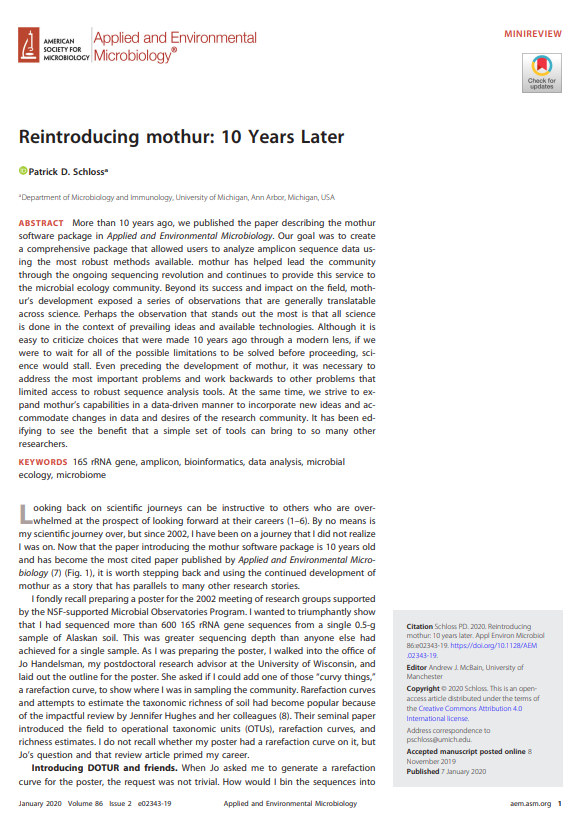 AMERICAN
SOCIETY FOR
MICROBIOLOGY
Applied and Environmental
Microbiology®
MINIREVIEW
Check for
updates
Reintroducing mothur: 10 Years Later
iD Patrick D. Schlossᵃ
ᵃDepartment of Microbiology and Immunology, University of Michigan, Ann Arbor, Michigan, USA
ABSTRACT More than 10 years ago, we published the paper describing the mothur
software package in Applied and Environmental Microbiology. Our goal was to create
a comprehensive package that allowed users to analyze amplicon sequence data us-
ing the most robust methods available. mothur has helped lead the community
through the ongoing sequencing revolution and continues to provide this service to
the microbial ecology community. Beyond its success and impact on the field, moth-
ur's development exposed a series of observations that are generally translatable
across science. Perhaps the observation that stands out the most is that all science
is done in the context of prevailing ideas and available technologies. Although it is
easy to criticize choices that were made 10 years ago through a modern lens, if we
were to wait for all of the possible limitations to be solved before proceeding, sci-
ence would stall. Even preceding the development of mothur, it was necessary to
address the most important problems and work backwards to other problems that
limited access to robust sequence analysis tools. At the same time, we strive to ex-
pand mothur's capabilities in a data-driven manner to incorporate new ideas and ac-
commodate changes in data and desires of the research community. It has been ed-
ifying to see the benefit that a simple set of tools can bring to so many other
researchers.
KEYWORDS 16S rRNA gene, amplicon, bioinformatics, data analysis, microbial
ecology, microbiome
Looking back on scientific journeys can be instructive to others who are over-
whelmed at the prospect of looking forward at their careers (1–6). By no means is
my scientific journey over, but since 2002, I have been on a journey that I did not realize
I was on. Now that the paper introducing the mothur software package is 10 years old
and has become the most cited paper published by Applied and Environmental Micro-
biology (7) (Fig. 1), it is worth stepping back and using the continued development of
mothur as a story that has parallels to many other research stories.
I fondly recall preparing a poster for the 2002 meeting of research groups supported
by the NSF-supported Microbial Observatories Program. I wanted to triumphantly show
that I had sequenced more than 600 16S rRNA gene sequences from a single 0.5-g
sample of Alaskan soil. This was greater sequencing depth than anyone else had
achieved for a single sample. As I was preparing the poster, I walked into the office of
Jo Handelsman, my postdoctoral research advisor at the University of Wisconsin, and
laid out the outline for the poster. She asked if I could add one of those "curvy things,"
a rarefaction curve, to show where I was in sampling the community. Rarefaction curves
and attempts to estimate the taxonomic richness of soil had become popular because
of the impactful review by Jennifer Hughes and her colleagues (8). Their seminal paper
introduced the field to operational taxonomic units (OTUs), rarefaction curves, and
richness estimates. I do not recall whether my poster had a rarefaction curve on it, but
Jo's question and that review article primed my career.
Introducing DOTUR and friends. When Jo asked me to generate a rarefaction
curve for the poster, the request was not trivial. How would I bin the sequences into
Citation Schloss PD. 2020. Reintroducing
mothur: 10 years later. Appl Environ Microbiol
86:e02343-19. https://doi.org/10.1128/AEM
.02343-19.
Editor Andrew J. McBain, University of
Manchester
Copyright © 2020 Schloss. This is an open-
access article distributed under the terms of
the Creative Commons Attribution 4.0
International license.
Address correspondence to
pschloss@umich.edu.
Accepted manuscript posted online 8
November 2019
Published 7 January 2020
January 2020 Volume 86 Issue 2 e02343-19
Applied and Environmental Microbiology
aem.asm.org 1